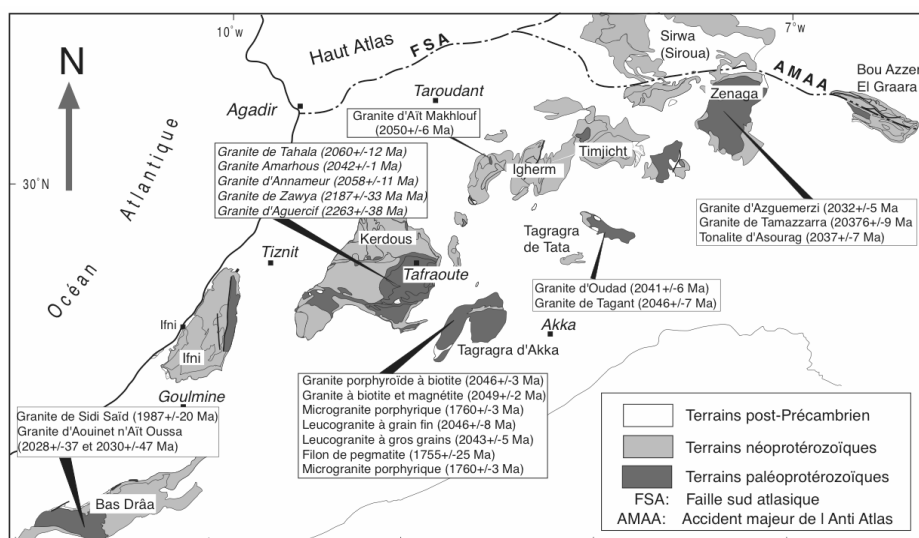 10°W
7°W
N
Haut Atlas
FSA
Sirwa
(Siroua)
AMAA
Bou Azzer
El Graara
Zenaga
Agadir
Taroudant
Granite d'Aït Makhlouf
(2050+/-6 Ma)
Océan Atlantique
30°N
Granite de Tahala (2060+/-12 Ma)
Granite Amarhous (2042+/-1 Ma)
Granite d'Annameur (2058+/-11 Ma)
Granite de Zawya (2187+/-33 Ma Ma)
Granite d'Aguercif (2263+/-38 Ma)
Igherm
Timjicht
Granite d'Azguemerzi (2032+/-5 Ma
Granite de Tamazzarra (20376+/-9 Ma
Tonalite d'Asourag (2037+/-7 Ma)
Kerdous
Tiznit
Tafraoute
Tagragra
de Tata
Granite d'Oudad (2041+/-6 Ma)
Granite de Tagant (2046+/-7 Ma)
Ifni
Ifni
Akka
Tagragra d'Akka
Goulmine
Granite de Sidi Saïd (1987+/-20 Ma)
Granite d'Aouinet n'Aït Oussa
(2028+/-37 et 2030+/-47 Ma)
Granite porphyroïde à biotite (2046+/-3 Ma)
Granite à biotite et magnétite (2049+/-2 Ma)
Microgranite porphyrique (1760+/-3 Ma)
Leucogranite à grain fin (2046+/-8 Ma)
Leucogranite à gros grains (2043+/-5 Ma)
Filon de pegmatite (1755+/-25 Ma)
Microgranite porphyrique (1760+/-3 Ma)
Bas Drâa
Terrains post-Précambrien
Terrains néoprotérozoïques
Terrains paléoprotérozoïques
FSA: Faille sud atlasique
AMAA: Accident majeur de l Anti Atlas